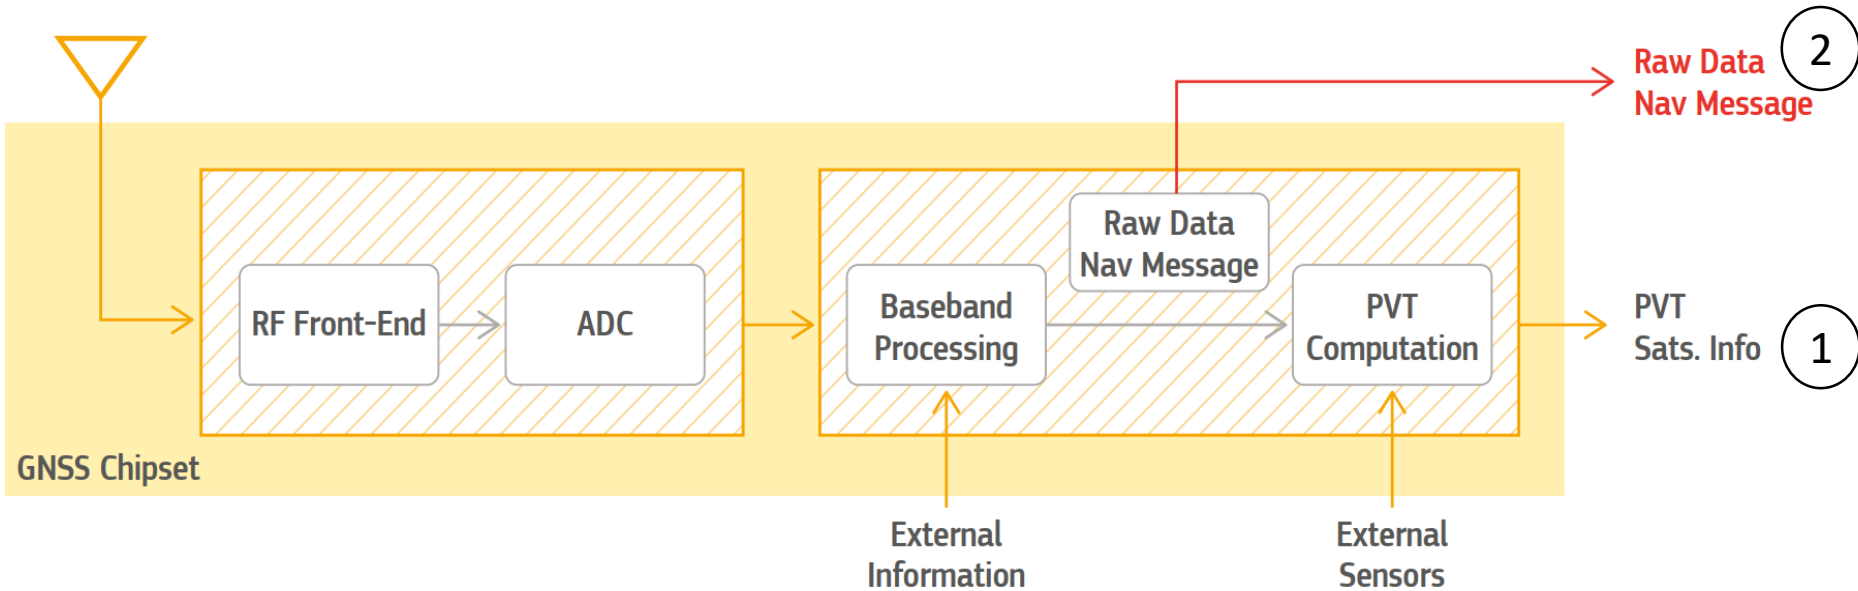 Raw Data
Nav Message
2
Raw Data
Nav Message
RF Front-End
ADC
Baseband
Processing
PVT
Computation
PVT
Sats. Info
1
GNSS Chipset
External
Information
External
Sensors